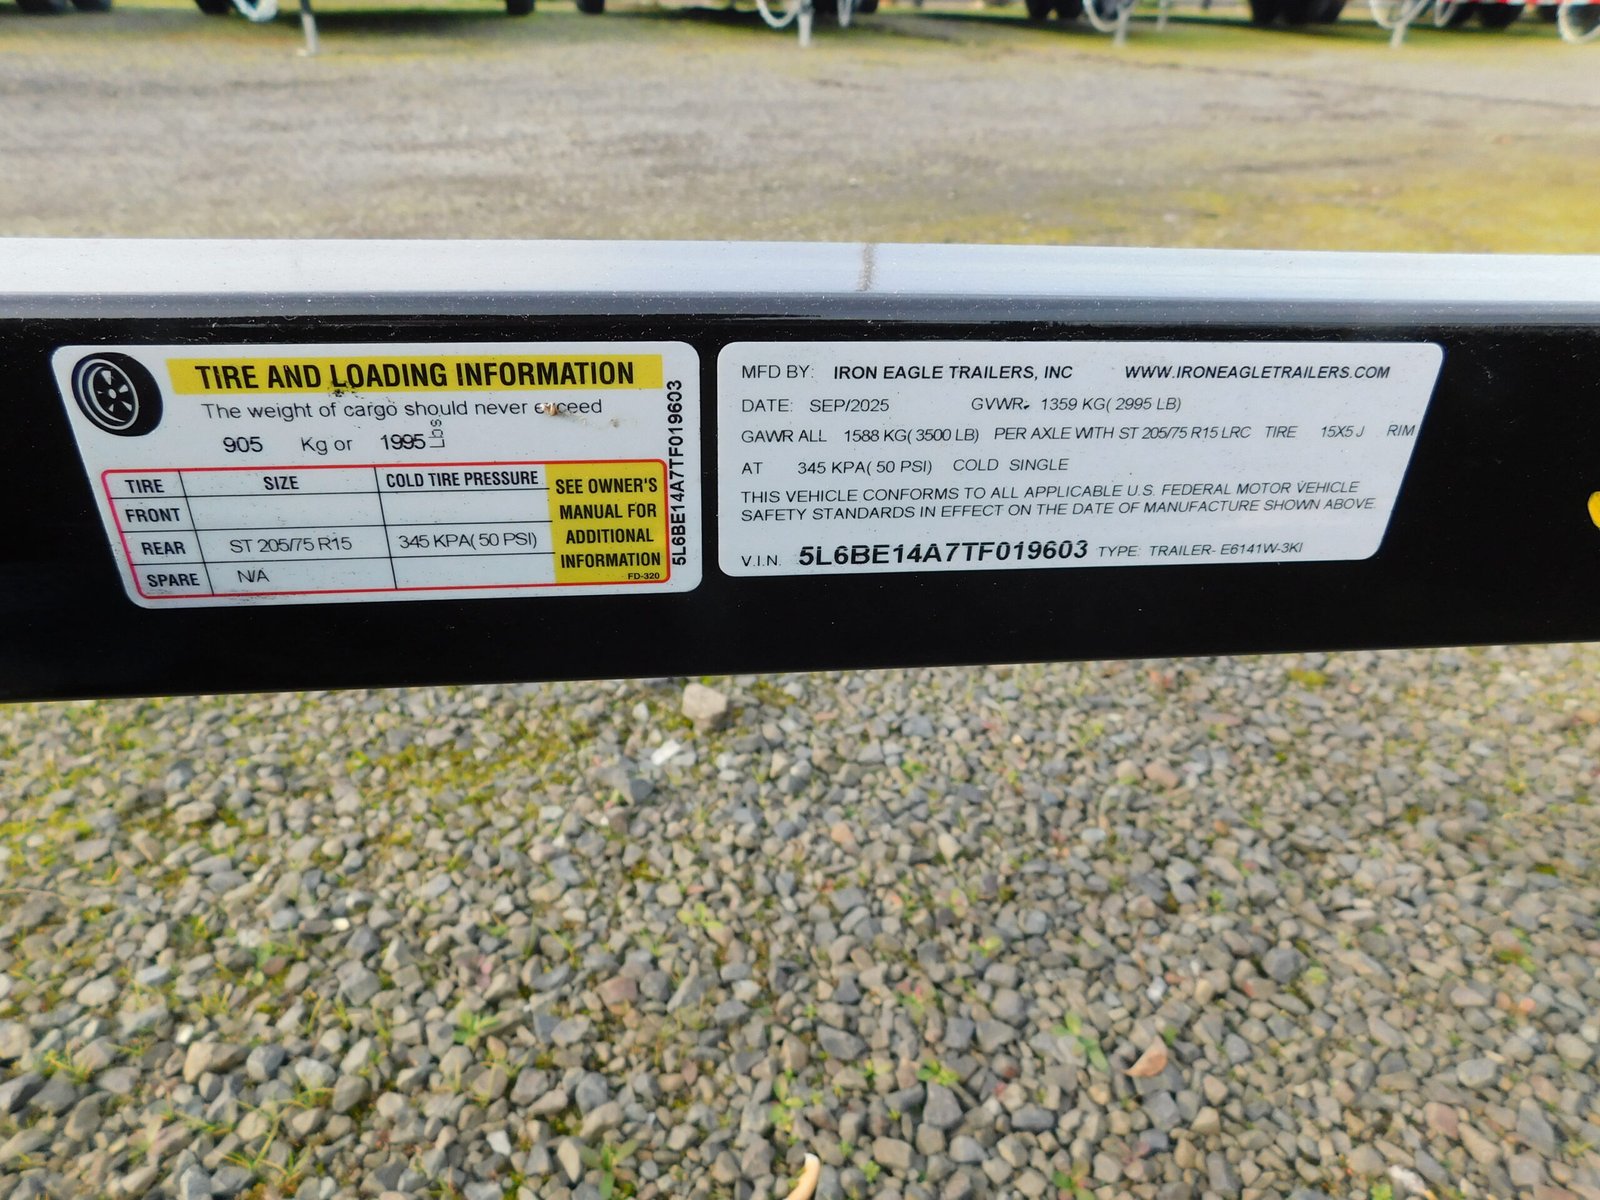 TIRE AND LOADING INFORMATION
The weight of cargo should never exceed
905 Kg or 1995 Lbs
TIRE SIZE COLD TIRE PRESSURE
FRONT
REAR ST 205/75 R15 345 KPA( 50 PSI)
SPARE N/A
SEE OWNER'S
MANUAL FOR
ADDITIONAL
INFORMATION
FD-320
5L6BE14A7TF019603
MFD BY: IRON EAGLE TRAILERS, INC WWW.IRONEAGLETRAILERS.COM
DATE: SEP/2025 GVWR: 1359 KG( 2995 LB)
GAWR ALL 1588 KG( 3500 LB) PER AXLE WITH ST 205/75 R15 LRC TIRE 15X5 J RIM
AT 345 KPA( 50 PSI) COLD SINGLE
THIS VEHICLE CONFORMS TO ALL APPLICABLE U.S. FEDERAL MOTOR VEHICLE
SAFETY STANDARDS IN EFFECT ON THE DATE OF MANUFACTURE SHOWN ABOVE.
V.I.N. 5L6BE14A7TF019603 TYPE: TRAILER- E6141W-3KI